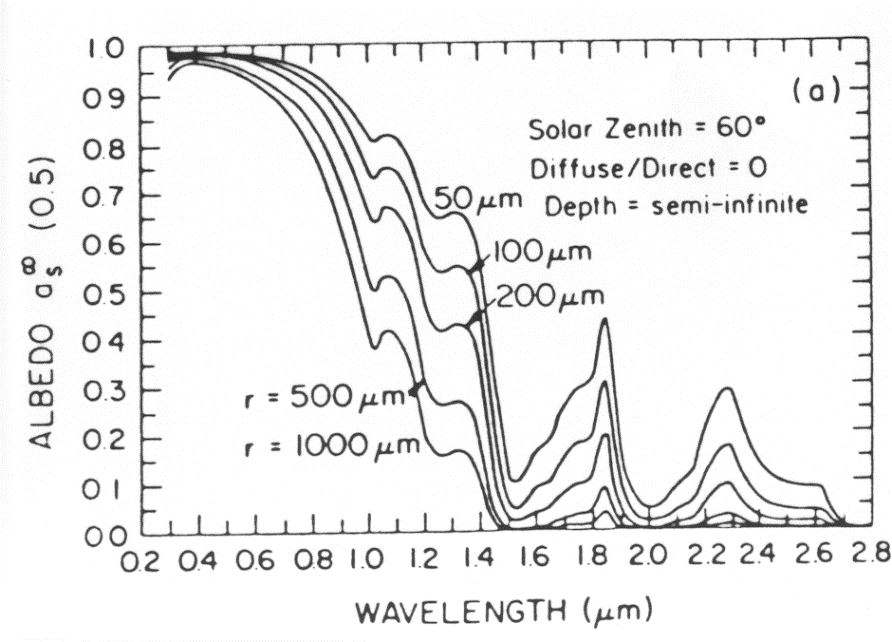 (a)
Solar Zenith = 60°
Diffuse/Direct = 0
Depth = semi-infinite
50 μm
100 μm
200 μm
r = 500 μm
r = 1000 μm
ALBEDO a_s^∞ (0.5)
1.0
0.9
0.8
0.7
0.6
0.5
0.4
0.3
0.2
0.1
0.0
0.2 0.4 0.6 0.8 1.0 1.2 1.4 1.6 1.8 2.0 2.2 2.4 2.6 2.8
WAVELENGTH (μm)